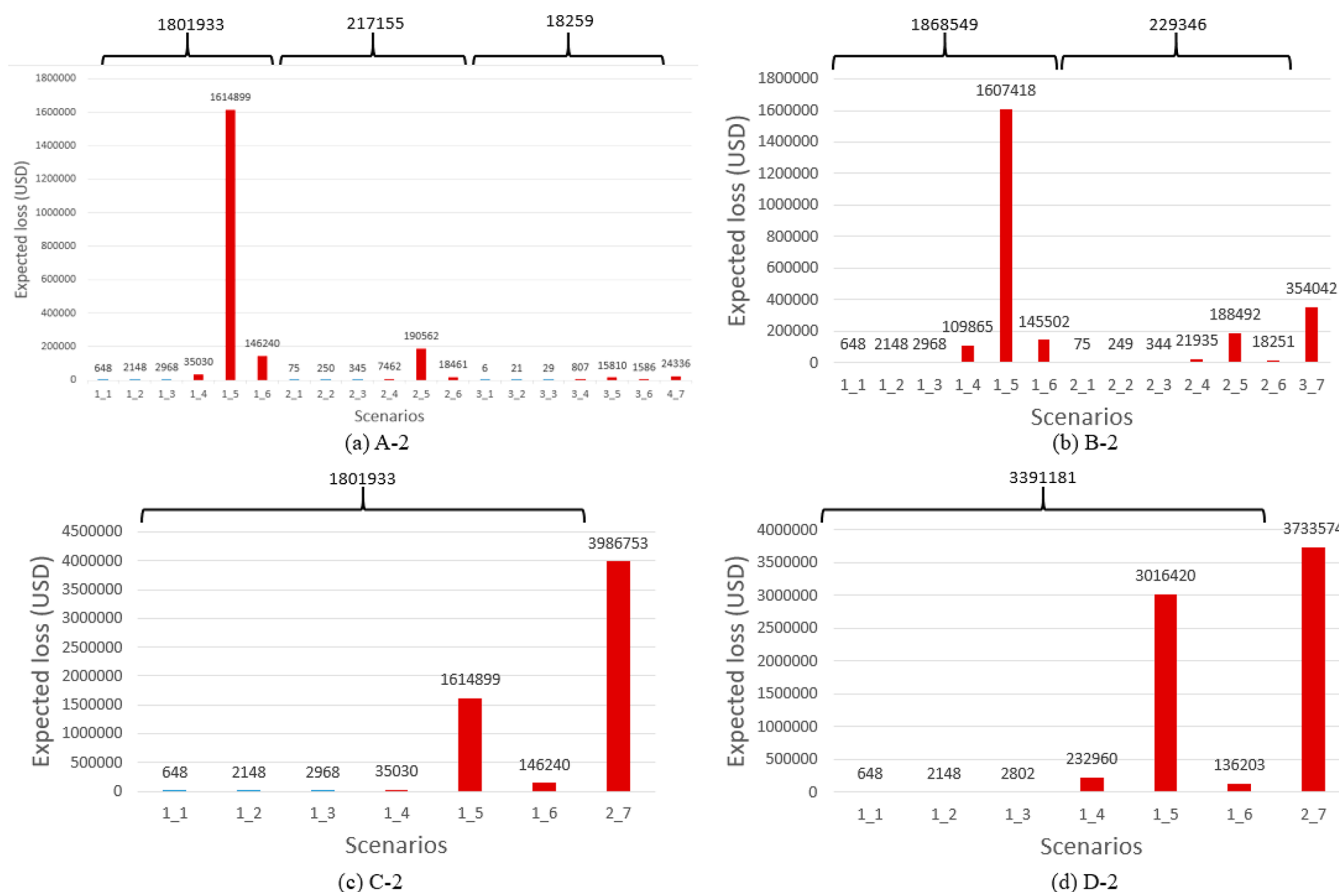 1801933 217155 18259
1800000
1600000
1400000
1200000
1000000
800000
600000
400000
200000
0
Expected loss (USD)
648 2148 2968 35030 1614899 146240 75 250 345 7462 190562 18461 6 21 29 807 15810 1586 24336
1_1 1_2 1_3 1_4 1_5 1_6 2_1 2_2 2_3 2_4 2_5 2_6 3_1 3_2 3_3 3_4 3_5 3_6 4_7
Scenarios
(a) A-2
1868549 229346
1800000
1600000
1400000
1200000
1000000
800000
600000
400000
200000
0
Expected loss (USD)
648 2148 2968 109865 1607418 145502 75 249 344 21935 188492 18251 354042
1_1 1_2 1_3 1_4 1_5 1_6 2_1 2_2 2_3 2_4 2_5 2_6 3_7
Scenarios
(b) B-2
1801933
4500000
4000000
3500000
3000000
2500000
2000000
1500000
1000000
500000
0
Expected loss (USD)
648 2148 2968 35030 1614899 146240 3986753
1_1 1_2 1_3 1_4 1_5 1_6 2_7
Scenarios
(c) C-2
3391181
4000000
3500000
3000000
2500000
2000000
1500000
1000000
500000
0
Expected loss (USD)
648 2148 2802 232960 3016420 136203 3733574
1_1 1_2 1_3 1_4 1_5 1_6 2_7
Scenarios
(d) D-2